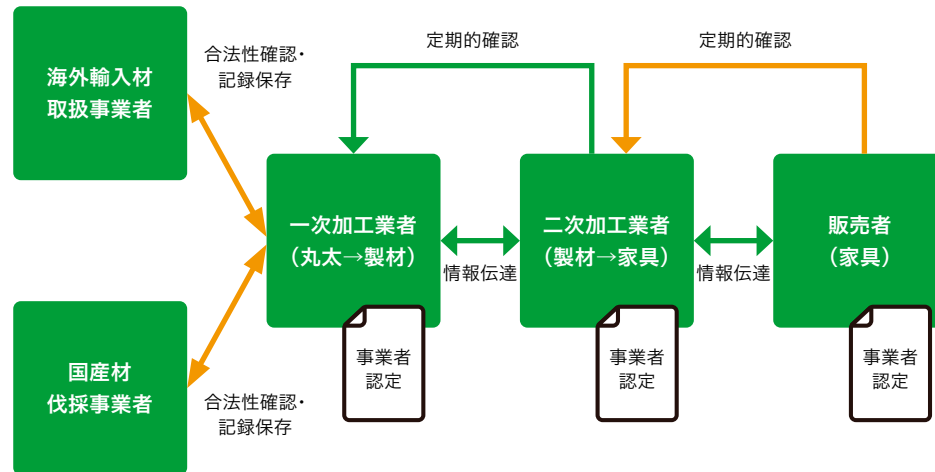 海外輸入材
取扱事業者
合法性確認・
記録保存
定期的確認
定期的確認
一次加工業者
（丸太→製材）
情報伝達
二次加工業者
（製材→家具）
情報伝達
販売者
（家具）
事業者
認定
事業者
認定
事業者
認定
国産材
伐採事業者
合法性確認・
記録保存